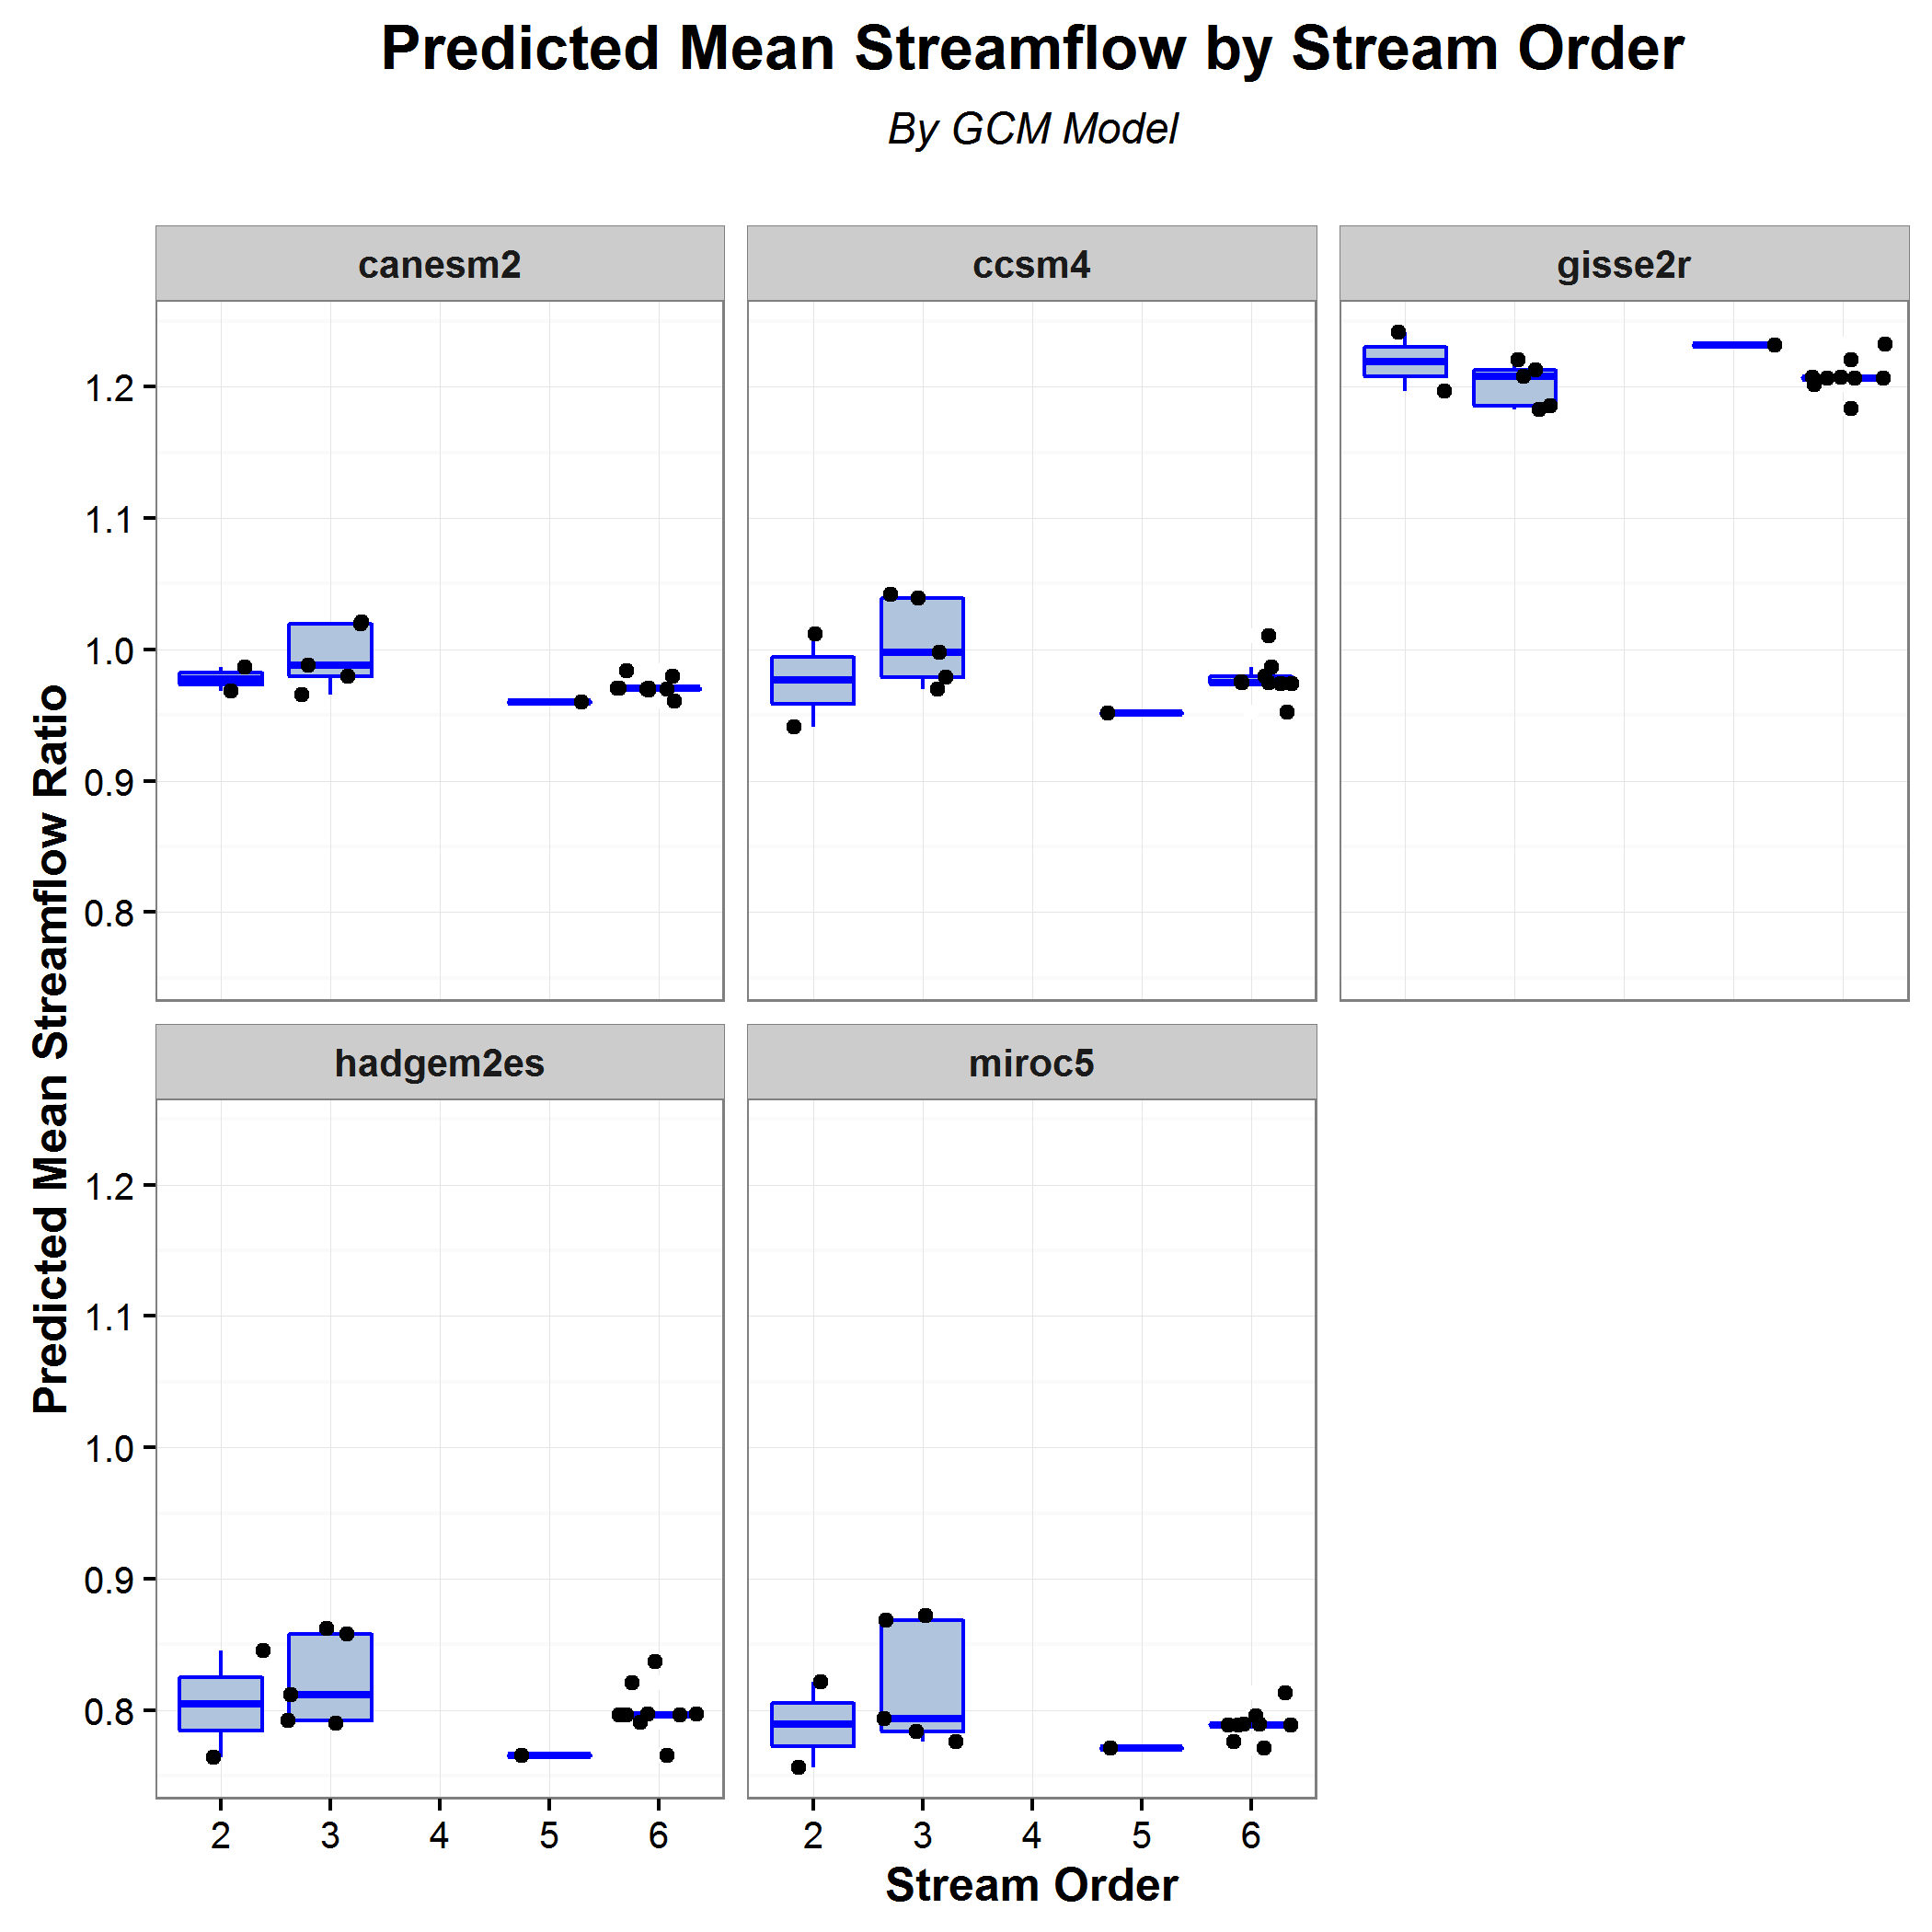 Predicted Mean Streamflow by Stream Order
By GCM Model
canesm2 ccsm4 gisse2r
1.2
1.1
1.0
0.9
0.8
Predicted Mean Streamflow Ratio
hadgem2es miroc5
1.2
1.1
1.0
0.9
0.8
2 3 4 5 6 2 3 4 5 6
Stream Order